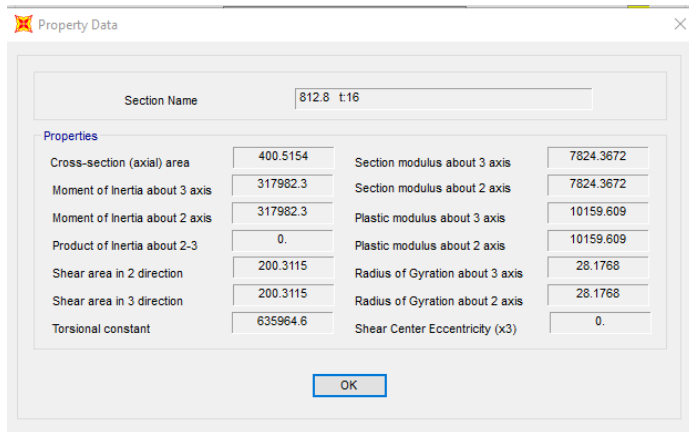 Property Data
Section Name 812.8 t:16
Properties
Cross-section (axial) area 400.5154 Section modulus about 3 axis 7824.3672
Moment of Inertia about 3 axis 317982.3 Section modulus about 2 axis 7824.3672
Moment of Inertia about 2 axis 317982.3 Plastic modulus about 3 axis 10159.609
Product of Inertia about 2-3 0. Plastic modulus about 2 axis 10159.609
Shear area in 2 direction 200.3115 Radius of Gyration about 3 axis 28.1768
Shear area in 3 direction 200.3115 Radius of Gyration about 2 axis 28.1768
Torsional constant 635964.6 Shear Center Eccentricity (x3) 0.
OK